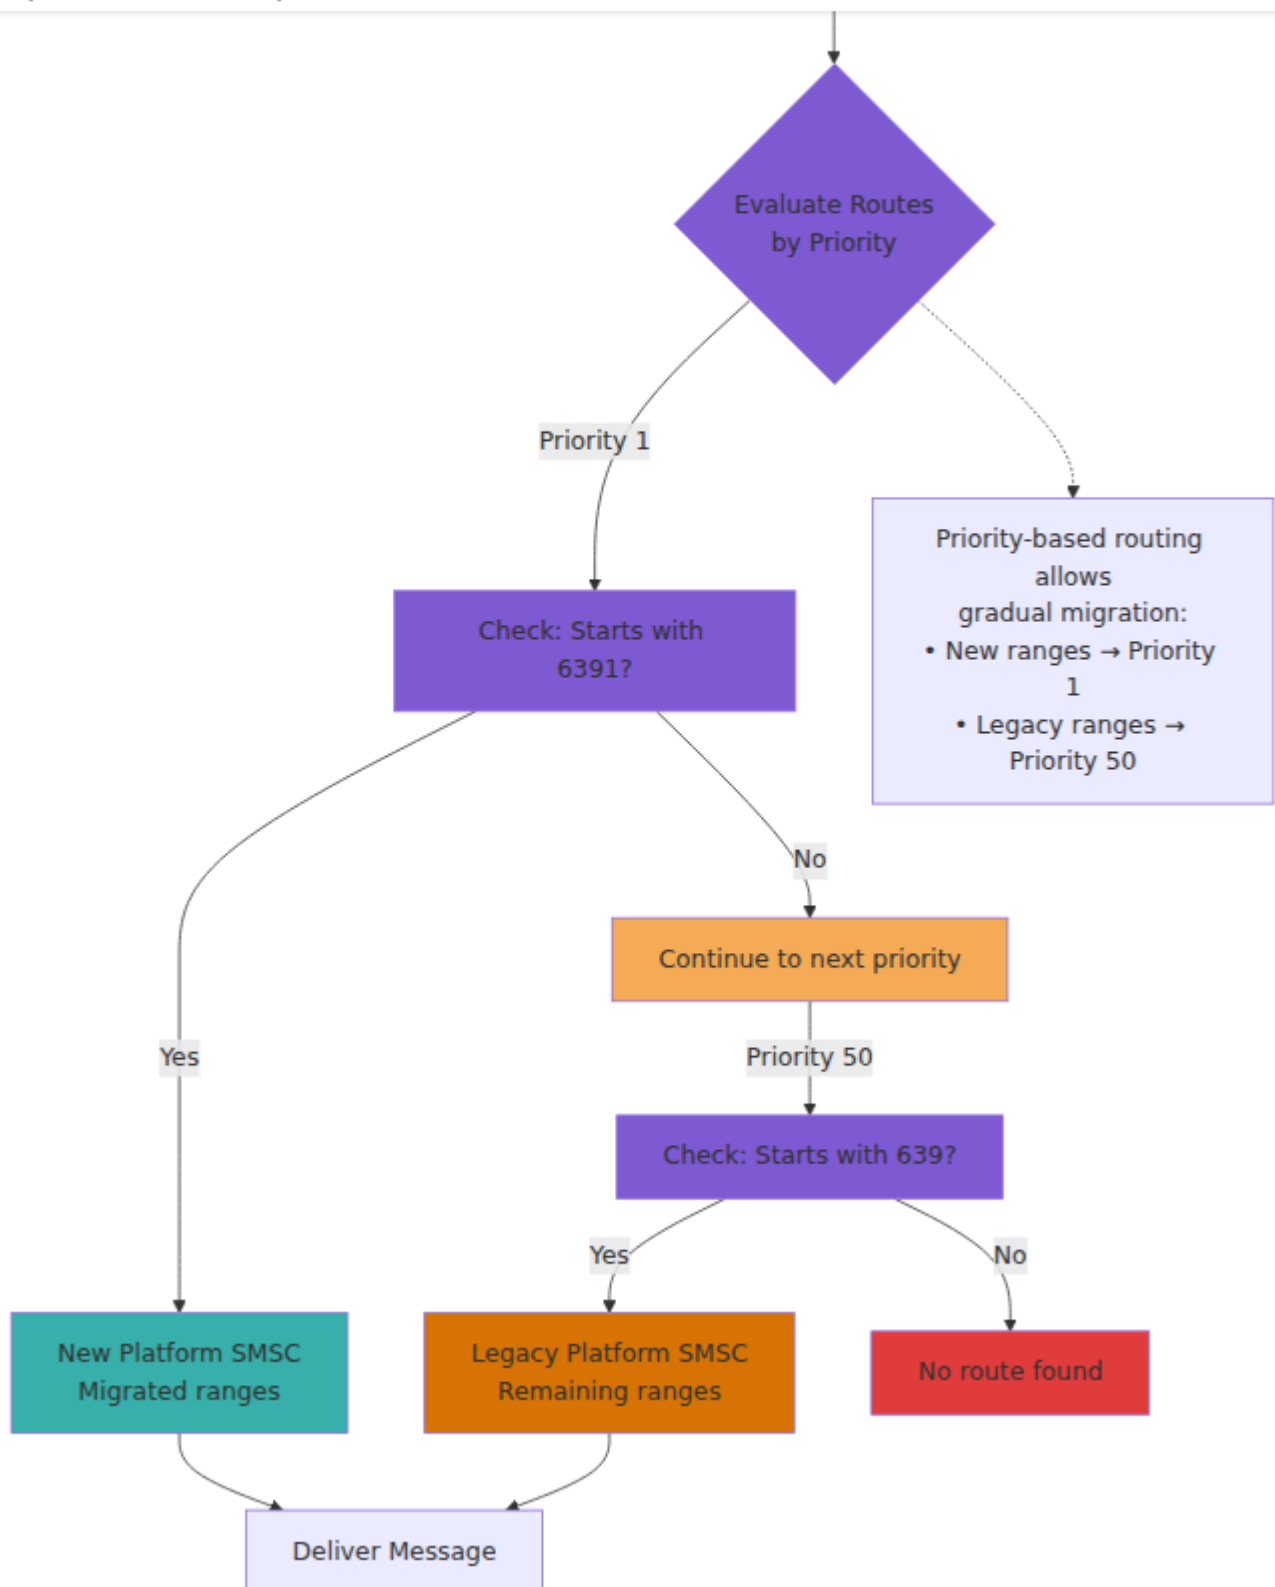 Evaluate Routes
by Priority
Priority 1
Priority-based routing
allows
gradual migration:
• New ranges → Priority
1
• Legacy ranges →
Priority 50
Check: Starts with
6391?
No
Continue to next priority
Yes
Priority 50
Check: Starts with 639?
Yes
No
New Platform SMSC
Migrated ranges
Legacy Platform SMSC
Remaining ranges
No route found
Deliver Message